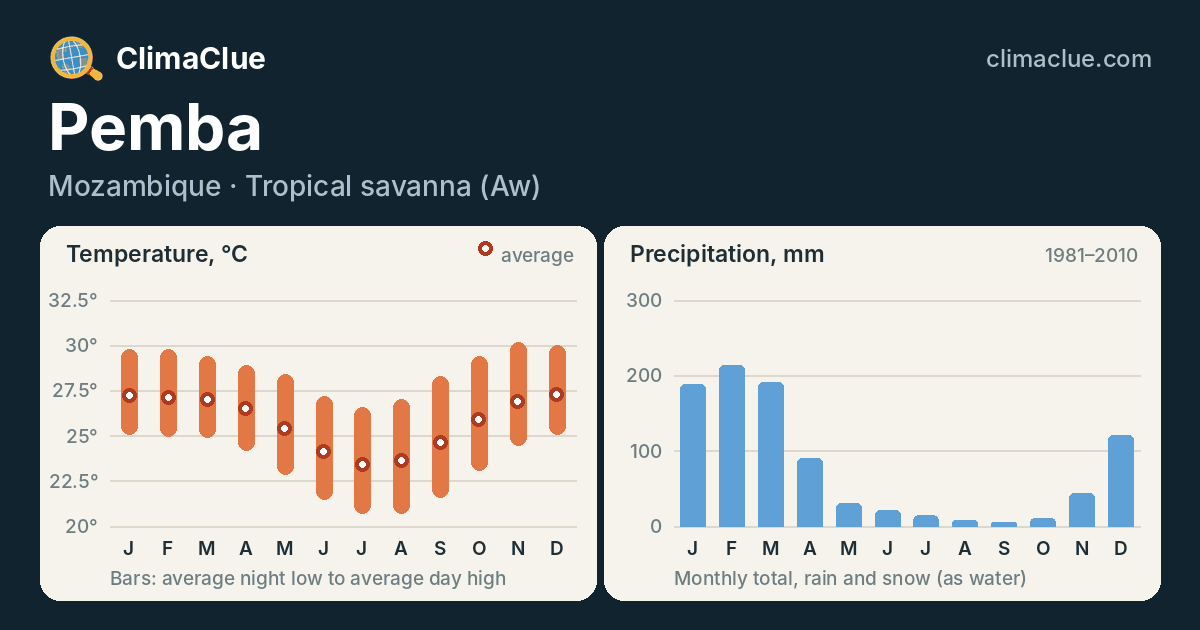 ClimaClue
climaclue.com
Pemba
Mozambique · Tropical savanna (Aw)
Temperature, °C
average
32.5°
30°
27.5°
25°
22.5°
20°
J F M A M J J A S O N D
Bars: average night low to average day high
Precipitation, mm
1981–2010
300
200
100
0
J F M A M J J A S O N D
Monthly total, rain and snow (as water)